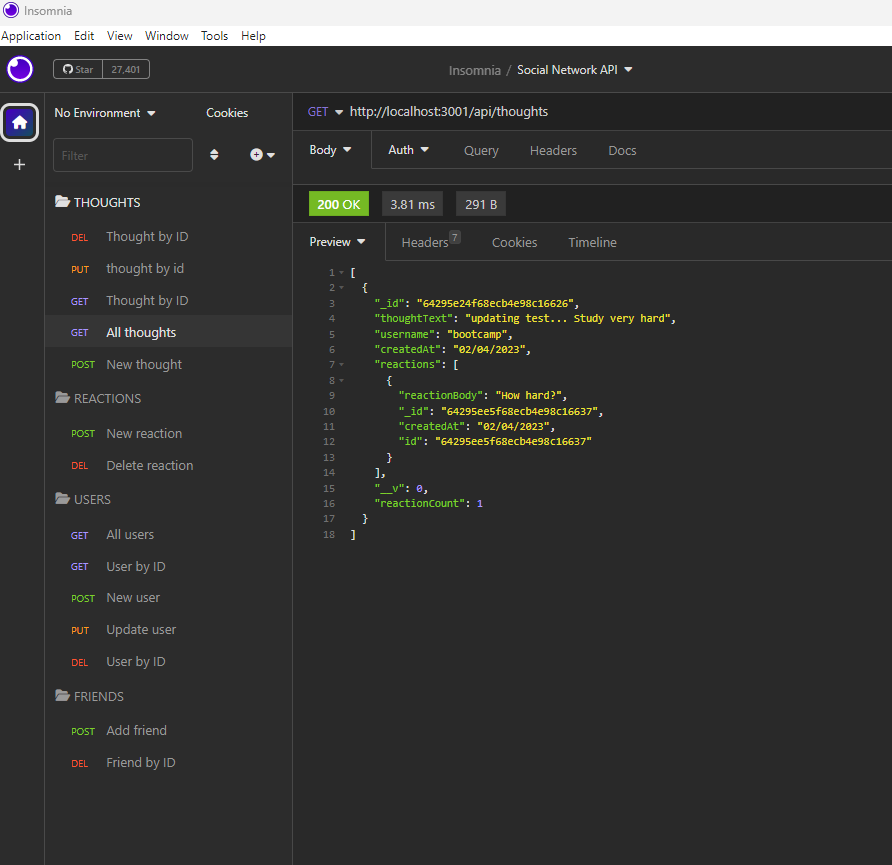 Insomnia
Application Edit View Window Tools Help
Star 27,401
Insomnia / Social Network API
No Environment Cookies
GET http://localhost:3001/api/thoughts
Filter
Body Auth Query Headers Docs
200 OK 3.81 ms 291 B
Preview Headers 7 Cookies Timeline
THOUGHTS
DEL Thought by ID
PUT thought by id
GET Thought by ID
GET All thoughts
POST New thought
REACTIONS
POST New reaction
DEL Delete reaction
USERS
GET All users
GET User by ID
POST New user
PUT Update user
DEL User by ID
FRIENDS
POST Add friend
DEL Friend by ID
1 [
2 {
3 "_id": "64295e24f68ecb4e98c16626",
4 "thoughtText": "updating test... Study very hard",
5 "username": "bootcamp",
6 "createdAt": "02/04/2023",
7 "reactions": [
8 {
9 "reactionBody": "How hard?",
10 "_id": "64295ee5f68ecb4e98c16637",
11 "createdAt": "02/04/2023",
12 "id": "64295ee5f68ecb4e98c16637"
13 }
14 ],
15 "__v": 0,
16 "reactionCount": 1
17 }
18 ]